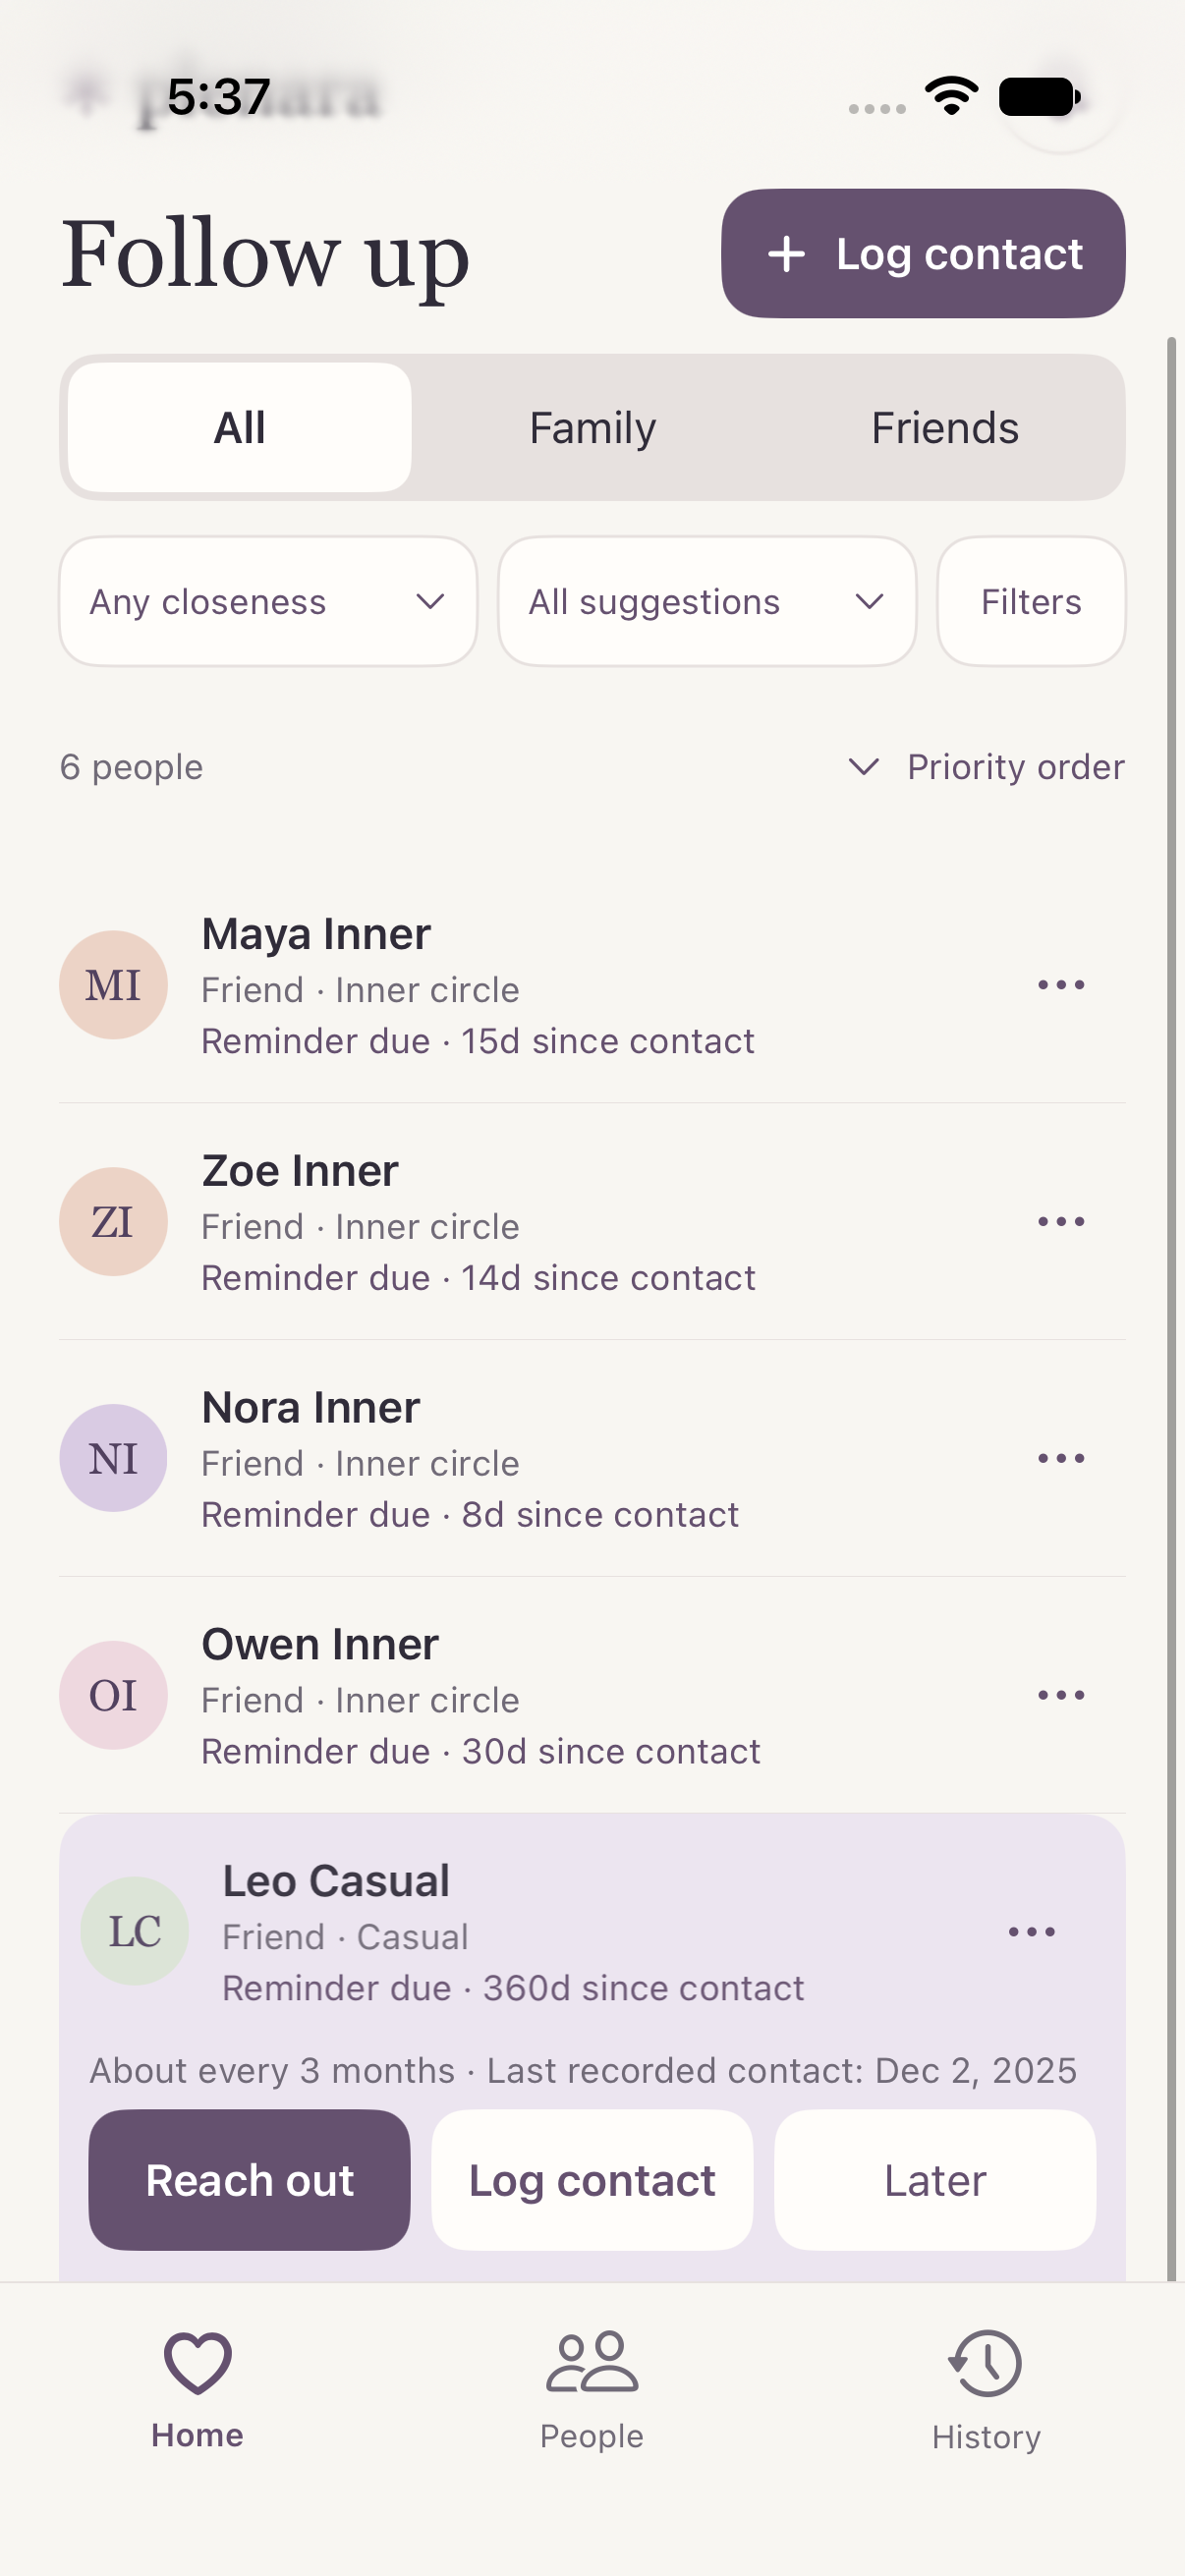 5:37
Follow up
+ Log contact
All Family Friends
Any closeness All suggestions Filters
6 people Priority order
MI
Maya Inner
Friend · Inner circle
Reminder due · 15d since contact
ZI
Zoe Inner
Friend · Inner circle
Reminder due · 14d since contact
NI
Nora Inner
Friend · Inner circle
Reminder due · 8d since contact
OI
Owen Inner
Friend · Inner circle
Reminder due · 30d since contact
LC
Leo Casual
Friend · Casual
Reminder due · 360d since contact
About every 3 months · Last recorded contact: Dec 2, 2025
Reach out Log contact Later
Home People History